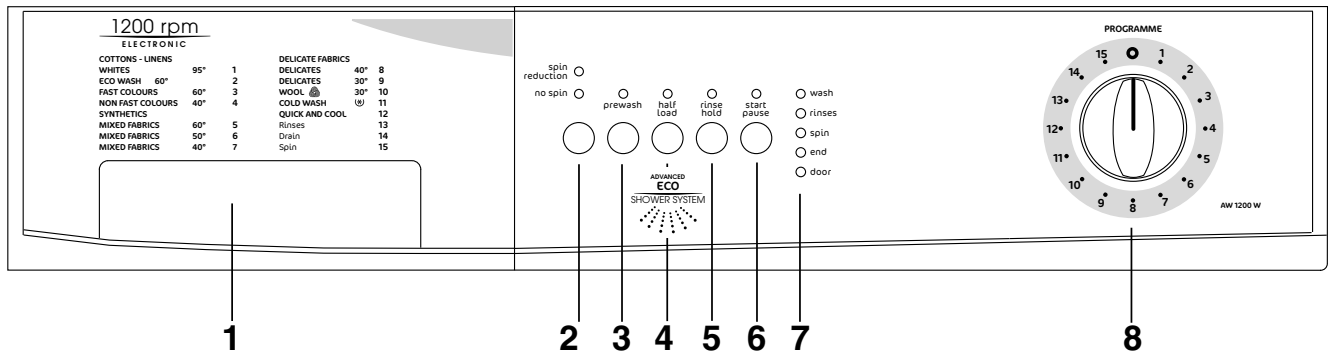 1200 rpm
ELECTRONIC
COTTONS - LINENS
WHITES 95° 1
ECO WASH 60° 2
FAST COLOURS 60° 3
NON FAST COLOURS 40° 4
SYNTHETICS
MIXED FABRICS 60° 5
MIXED FABRICS 50° 6
MIXED FABRICS 40° 7
DELICATE FABRICS
DELICATES 40° 8
DELICATES 30° 9
WOOL 30° 10
COLD WASH 11
QUICK AND COOL 12
Rinses 13
Drain 14
Spin 15
spin
reduction
no spin
prewash
half
load
rinse
hold
start
pause
ADVANCED
ECO
SHOWER SYSTEM
wash
rinses
spin
end
door
PROGRAMME
1
2
3
4
5
6
7
8
9
10
11
12
13
14
15
AW 1200 W
1 2 3 4 5 6 7 8